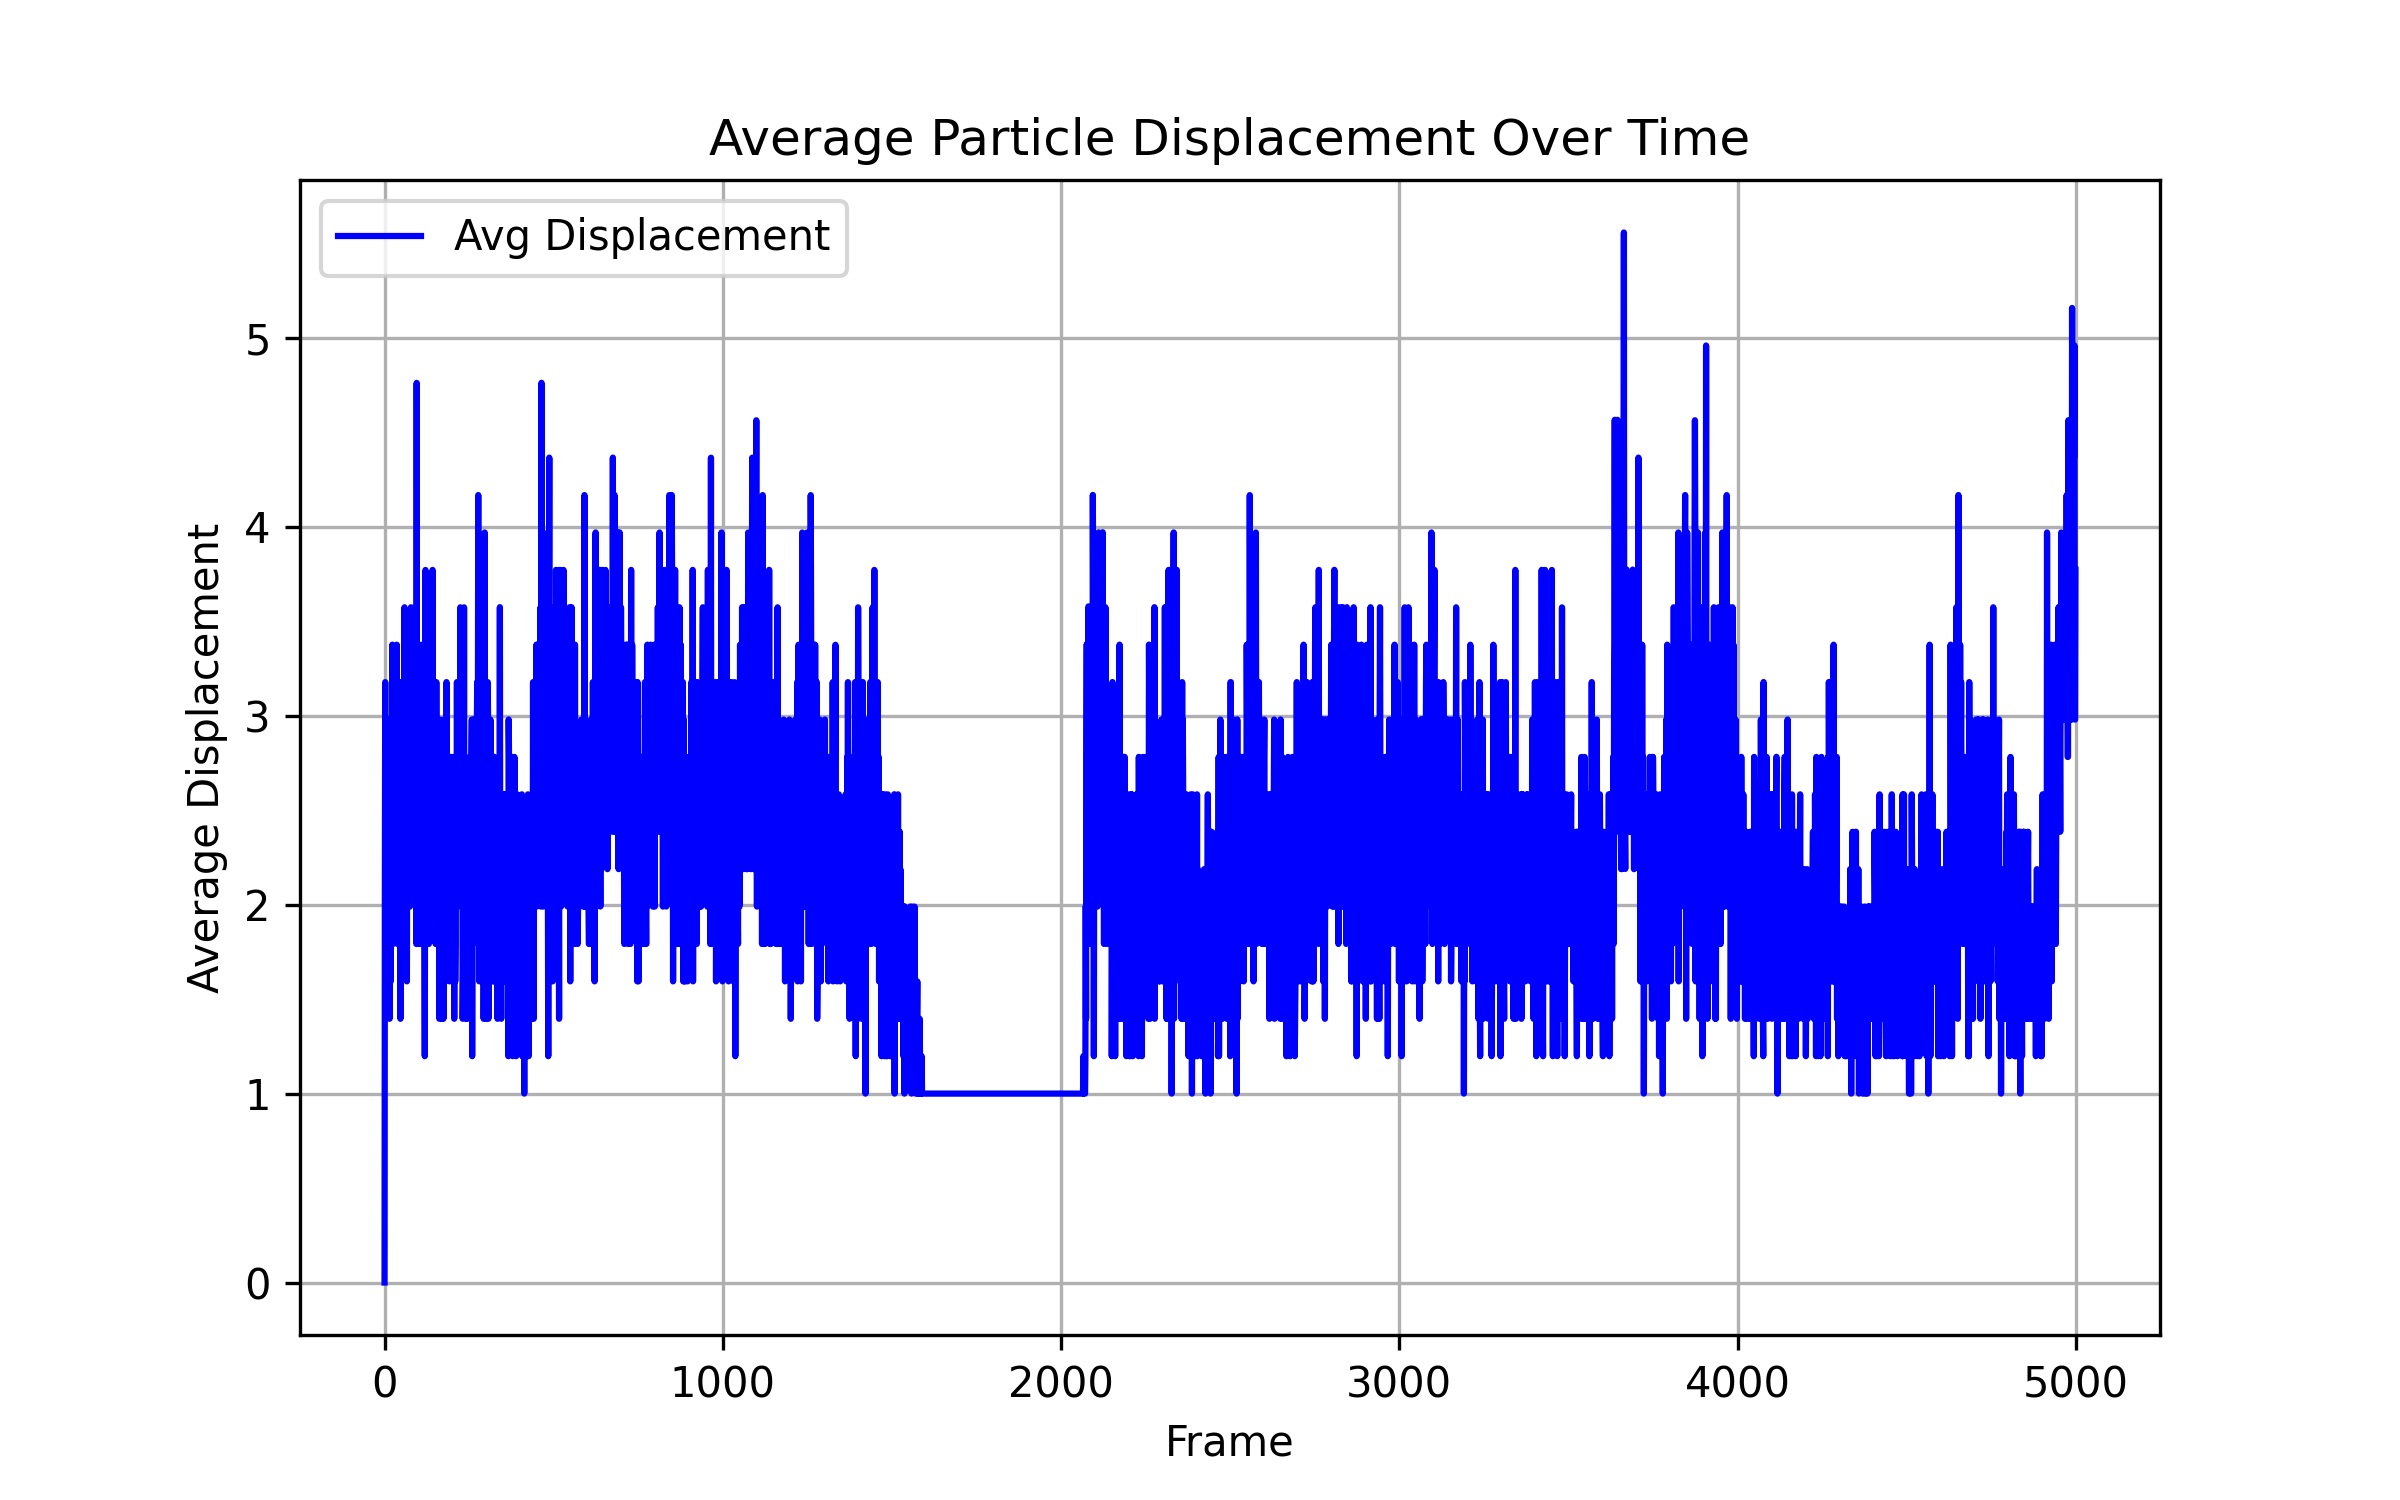 Average Particle Displacement Over Time
Avg Displacement
Average Displacement
5
4
3
2
1
0
0 1000 2000 3000 4000 5000
Frame